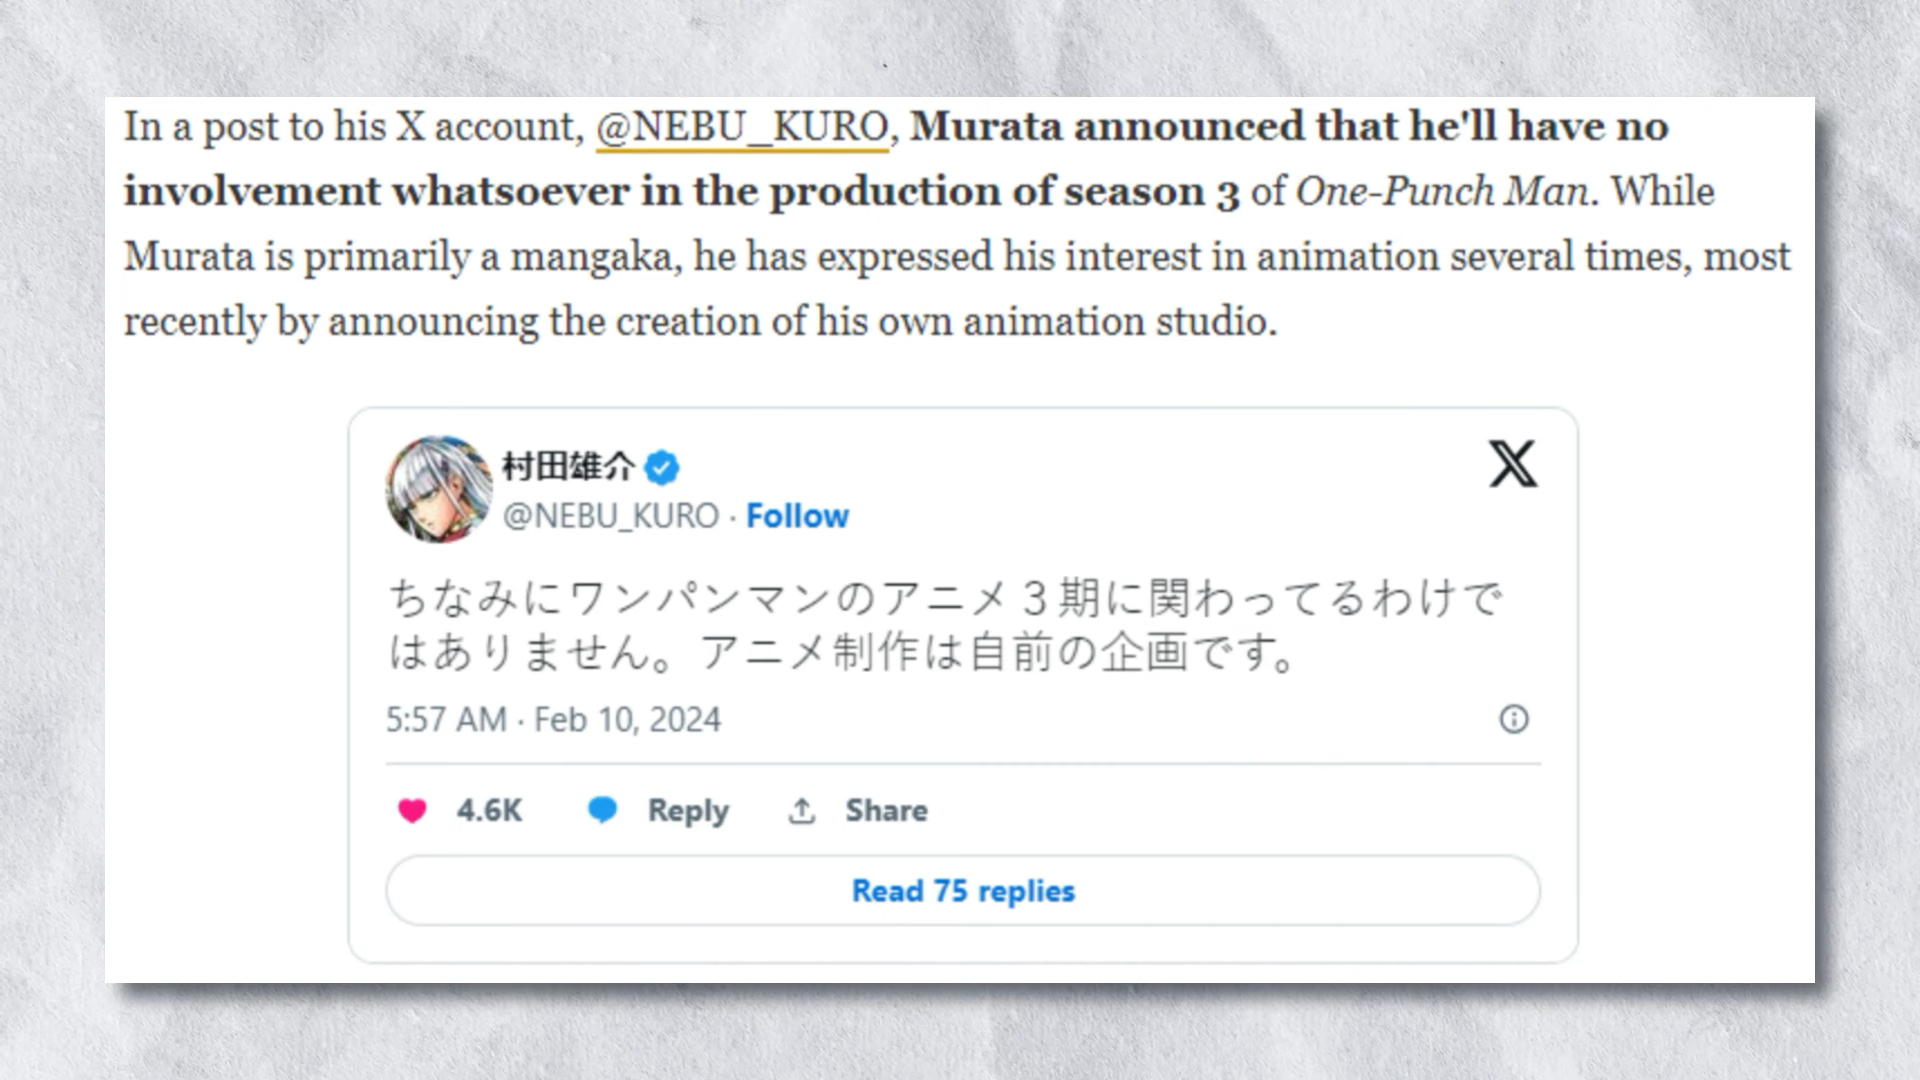 In a post to his X account, @NEBU_KURO, Murata announced that he'll have no
involvement whatsoever in the production of season 3 of One-Punch Man. While
Murata is primarily a mangaka, he has expressed his interest in animation several times, most
recently by announcing the creation of his own animation studio.
村田雄介
X
@NEBU_KURO · Follow
ちなみにワンパンマンのアニメ３期に関わってるわけで
はありません。アニメ制作は自前の企画です。
5:57 AM · Feb 10, 2024
4.6K Reply Share
Read 75 replies